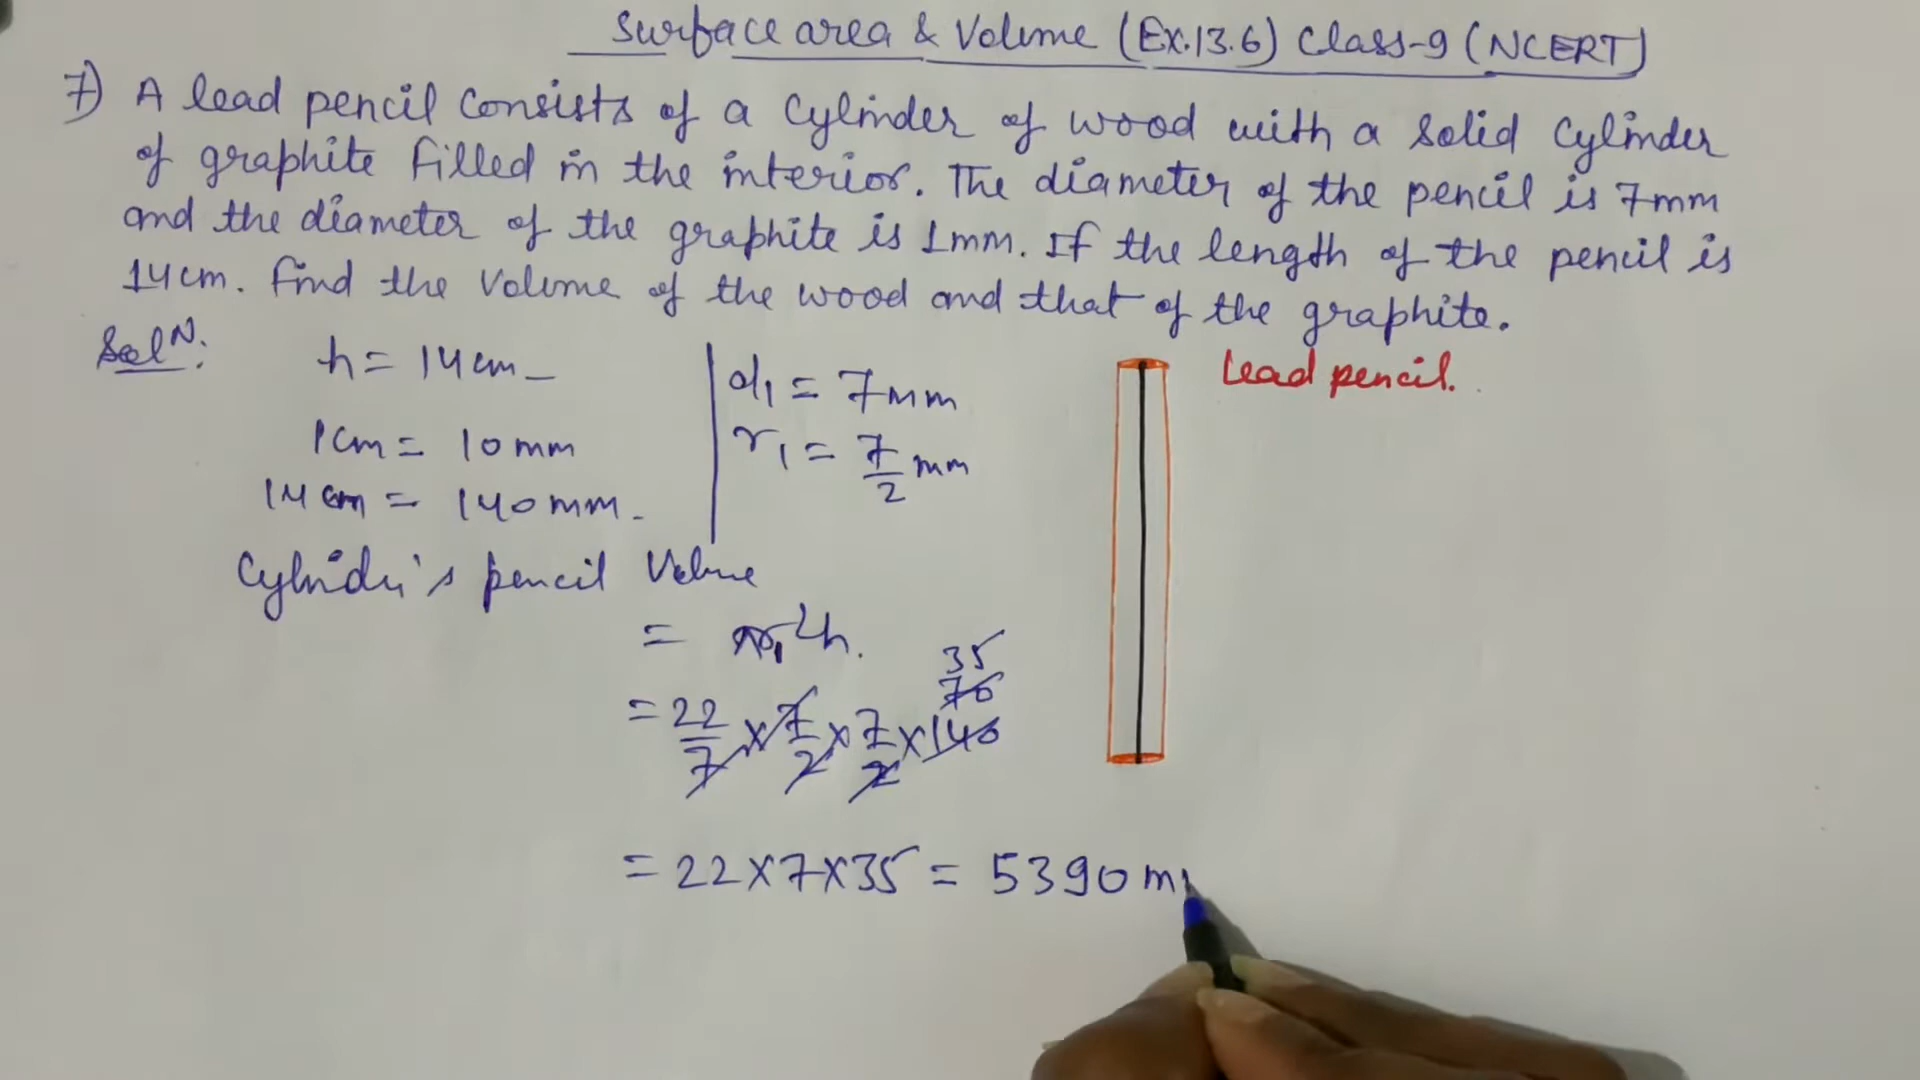 Surface area & Volume (Ex.13.6) Class-9 (NCERT)
7) A lead pencil consists of a cylinder of wood with a solid cylinder
of graphite filled in the interior. The diameter of the pencil is 7mm
and the diameter of the graphite is 1mm. If the length of the pencil is
14cm. find the volume of the wood and that of the graphite.
SolN:
h = 14cm
1cm = 10mm
14cm = 140mm.
d1 = 7mm
r1 = 7/2 mm
Lead pencil.
Cylinder's pencil Volume
= πr1²h.
= 22/7 × 7/2 × 7/2 × 140
70
35
= 22×7×35 = 5390 mm